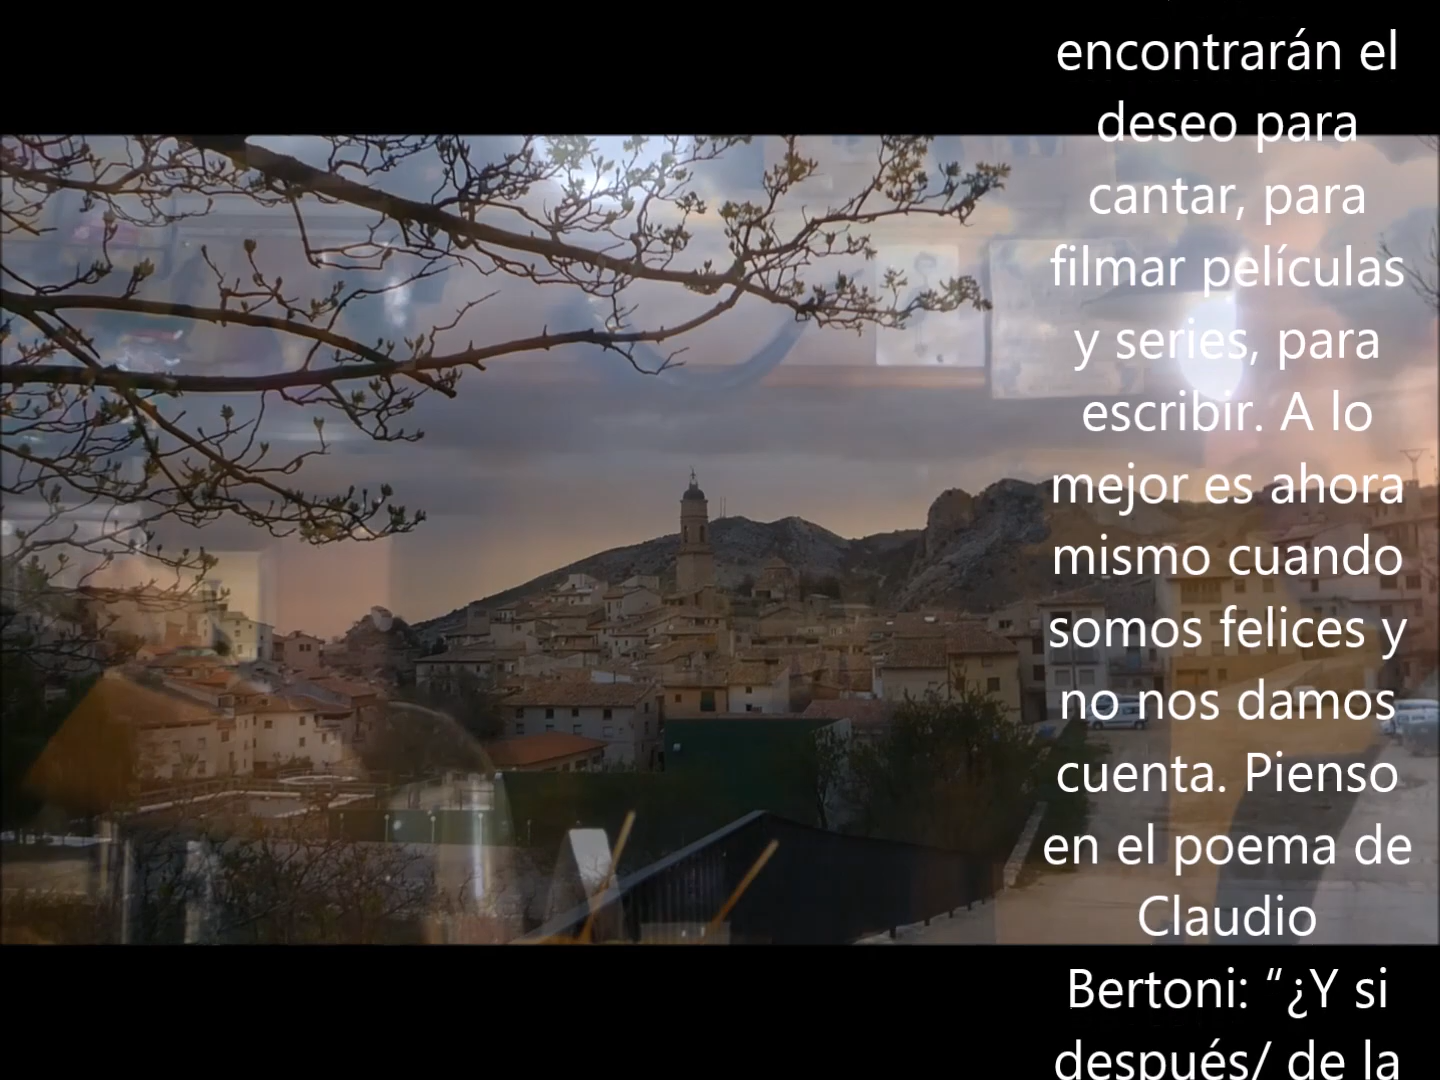 encontrarán el
deseo para
cantar, para
filmar películas
y series, para
escribir. A lo
mejor es ahora
mismo cuando
somos felices y
no nos damos
cuenta. Pienso
en el poema de
Claudio
Bertoni: “¿Y si
después/ de la